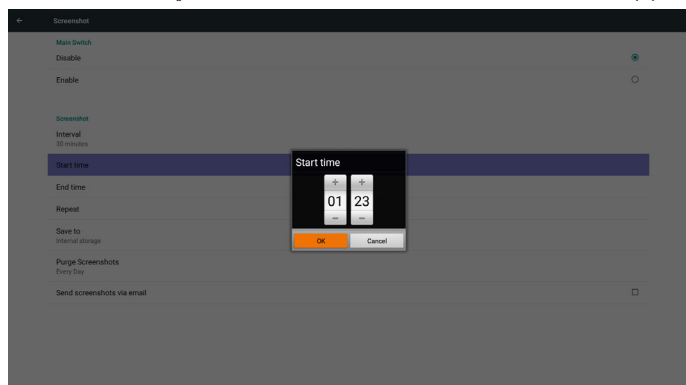 Screenshot
Main Switch
Disable
Enable
Screenshot
Interval
30 minutes
Start time
End time
Repeat
Save to
Internal storage
Purge Screenshots
Every Day
Send screenshots via email
Start time
+ +
01 23
− −
OK Cancel